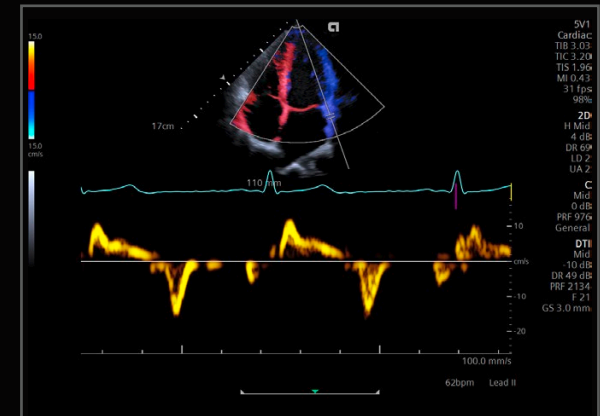 15.0
15.0
cm/s
17cm
110 mm
5V1
Cardiac
TIB 3.03
TIC 3.20
TIS 1.96
MI 0.43
31 fps
98%
2D
H Mid
4 dB
DR 69
LD 2
UA 2
C
Mid
0 dB
PRF 976
General
DTI
Mid
-10 dB
DR 49 dB
PRF 2134
F 21
GS 3.0 mm
10
cm/s
-10
-20
100.0 mm/s
62bpm Lead II